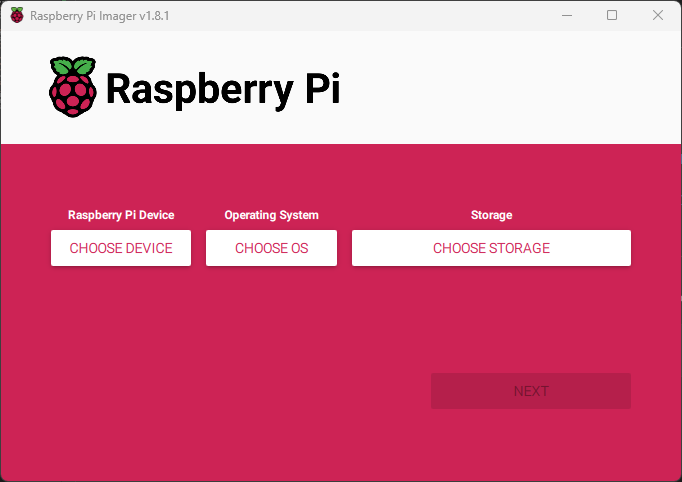 Raspberry Pi Imager v1.8.1
Raspberry Pi
Raspberry Pi Device Operating System Storage
CHOOSE DEVICE CHOOSE OS CHOOSE STORAGE
NEXT